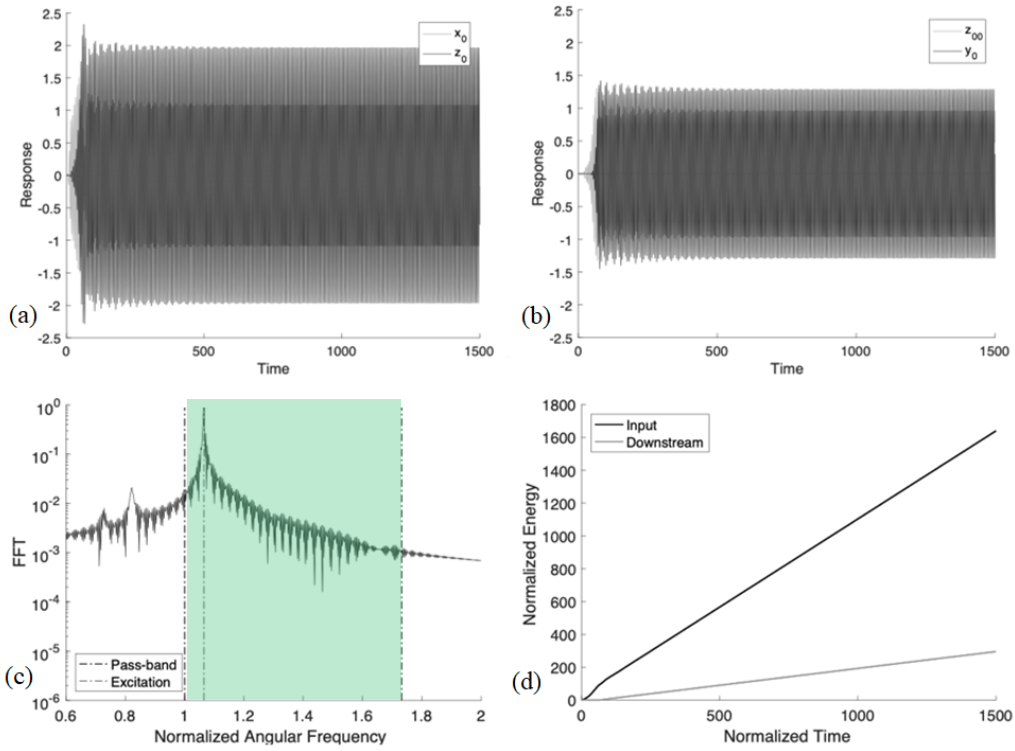 2.5
2
1.5
1
0.5
0
-0.5
-1
-1.5
-2
-2.5
Response
x0
z0
0
500
1000
1500
Time
(a)
2.5
2
1.5
1
0.5
0
-0.5
-1
-1.5
-2
-2.5
Response
z00
y0
0
500
1000
1500
Time
(b)
10^0
10^-1
10^-2
10^-3
10^-4
10^-5
10^-6
FFT
Pass-band
Excitation
0.6
0.8
1
1.2
1.4
1.6
1.8
2
Normalized Angular Frequency
(c)
1800
1600
1400
1200
1000
800
600
400
200
0
Normalized Energy
Input
Downstream
0
500
1000
1500
Normalized Time
(d)